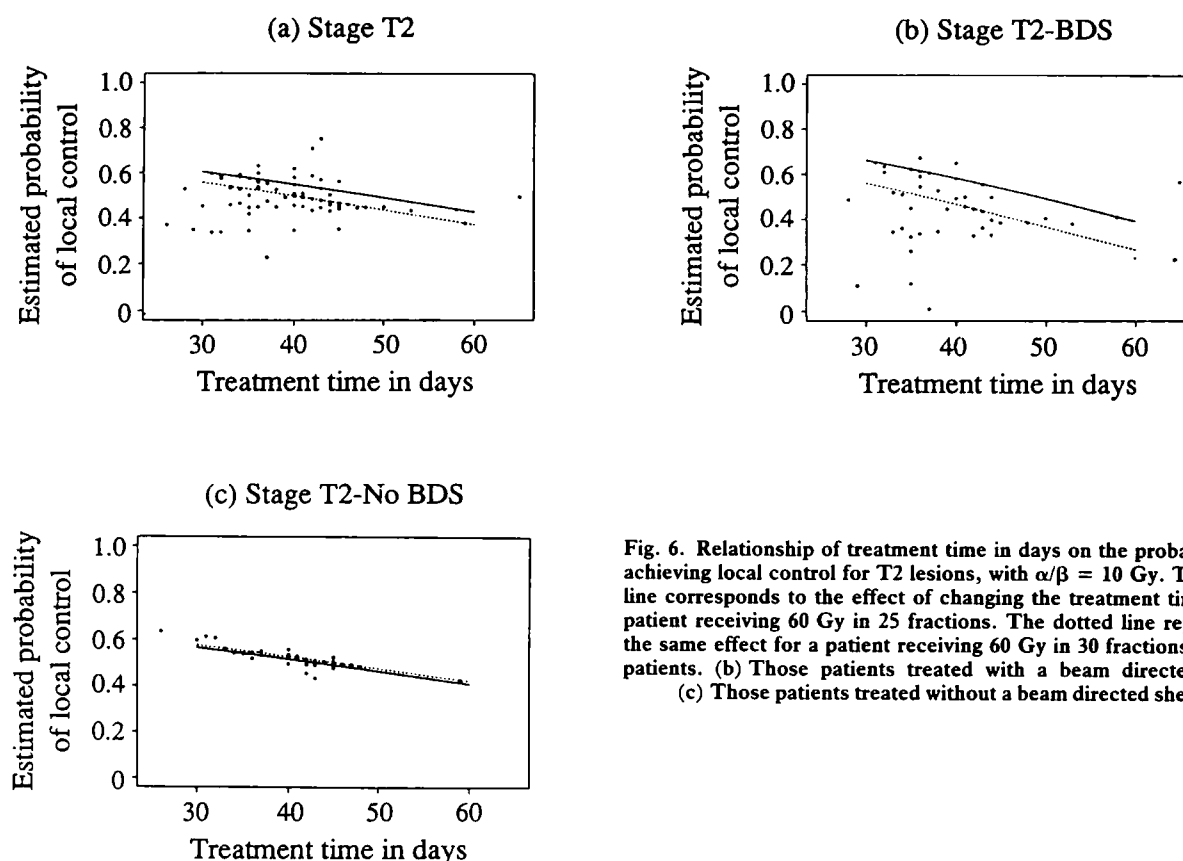 (a) Stage T2
Estimated probability
of local control
1.0
0.8
0.6
0.4
0.2
0
30
40
50
60
Treatment time in days
(b) Stage T2-BDS
Estimated probability
of local control
1.0
0.8
0.6
0.4
0.2
0
30
40
50
60
Treatment time in days
(c) Stage T2-No BDS
Estimated probability
of local control
1.0
0.8
0.6
0.4
0.2
0
30
40
50
60
Treatment time in days
Fig. 6. Relationship of treatment time in days on the proba
achieving local control for T2 lesions, with α/β = 10 Gy. T
line corresponds to the effect of changing the treatment tin
patient receiving 60 Gy in 25 fractions. The dotted line re
the same effect for a patient receiving 60 Gy in 30 fractions
patients. (b) Those patients treated with a beam directe
(c) Those patients treated without a beam directed she